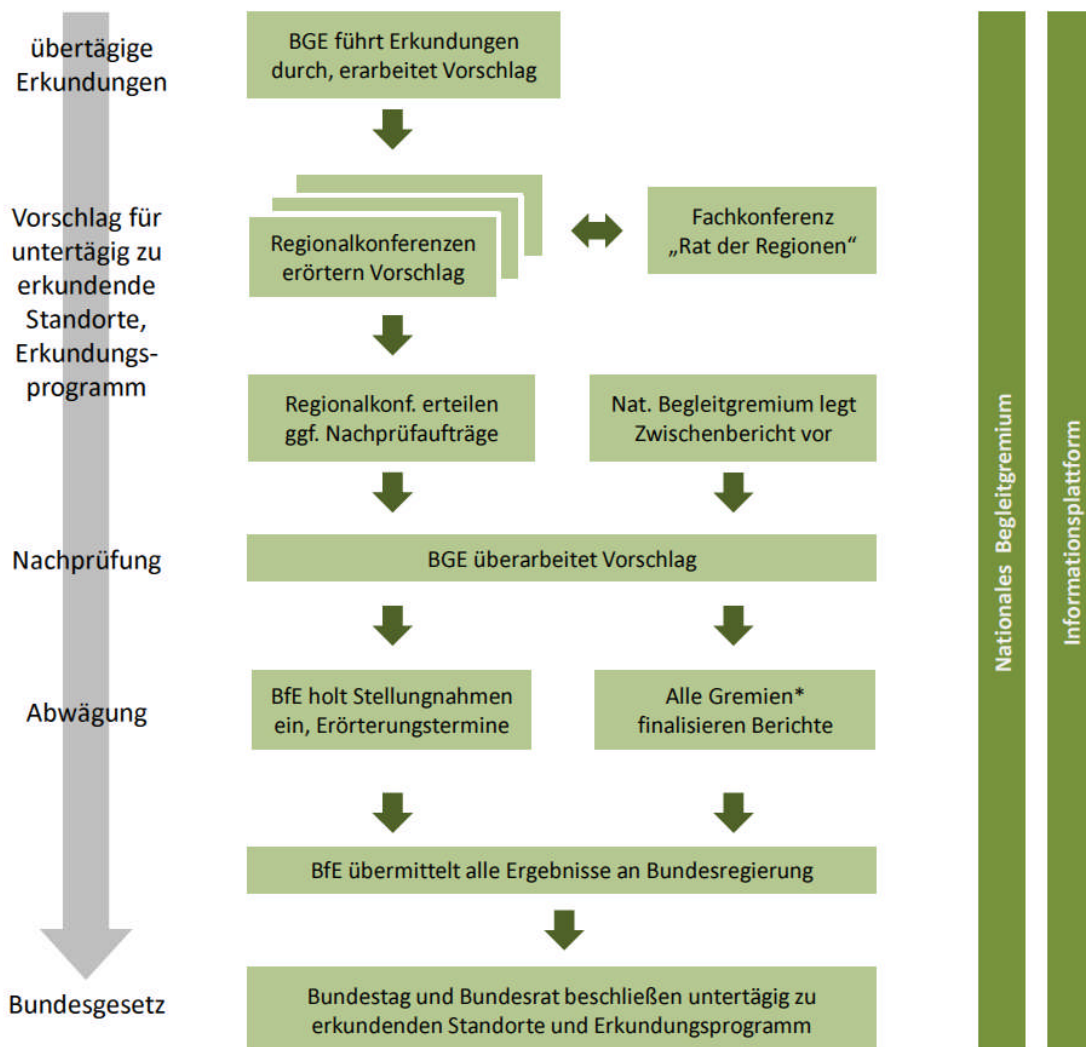 übertägige
Erkundungen
BGE führt Erkundungen
durch, erarbeitet Vorschlag
Vorschlag für
untertägig zu
erkundende
Standorte,
Erkundungs-
programm
Regionalkonferenzen
erörtern Vorschlag
Fachkonferenz
„Rat der Regionen“
Regionalkonf. erteilen
ggf. Nachprüfaufträge
Nat. Begleitgremium legt
Zwischenbericht vor
Nachprüfung
BGE überarbeitet Vorschlag
Abwägung
BfE holt Stellungnahmen
ein, Erörterungstermine
Alle Gremien*
finalisieren Berichte
BfE übermittelt alle Ergebnisse an Bundesregierung
Bundesgesetz
Bundestag und Bundesrat beschließen untertägig zu
erkundenden Standorte und Erkundungsprogramm
Nationales Begleitgremium
Informationsplattform